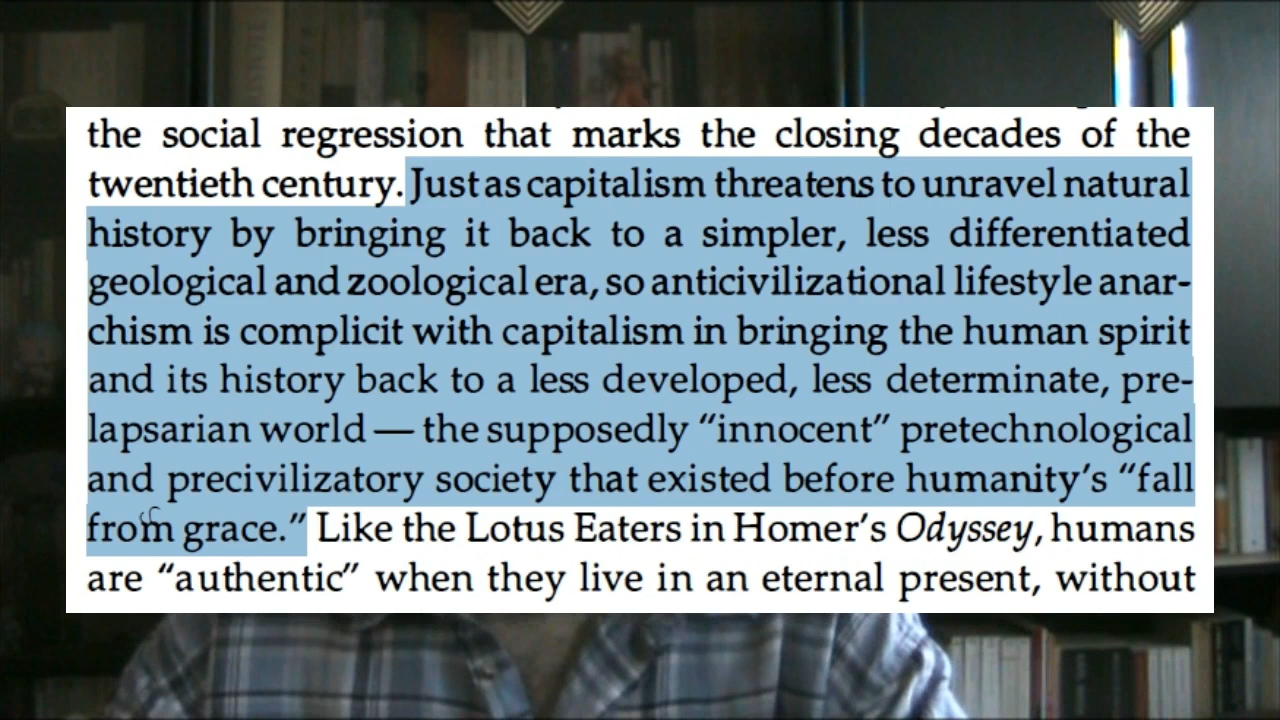 the social regression that marks the closing decades of the
twentieth century. Just as capitalism threatens to unravel natural
history by bringing it back to a simpler, less differentiated
geological and zoological era, so anticivilizational lifestyle anar-
chism is complicit with capitalism in bringing the human spirit
and its history back to a less developed, less determinate, pre-
lapsarian world — the supposedly “innocent” pretechnological
and precivilizatory society that existed before humanity’s “fall
from grace.” Like the Lotus Eaters in Homer’s Odyssey, humans
are “authentic” when they live in an eternal present, without